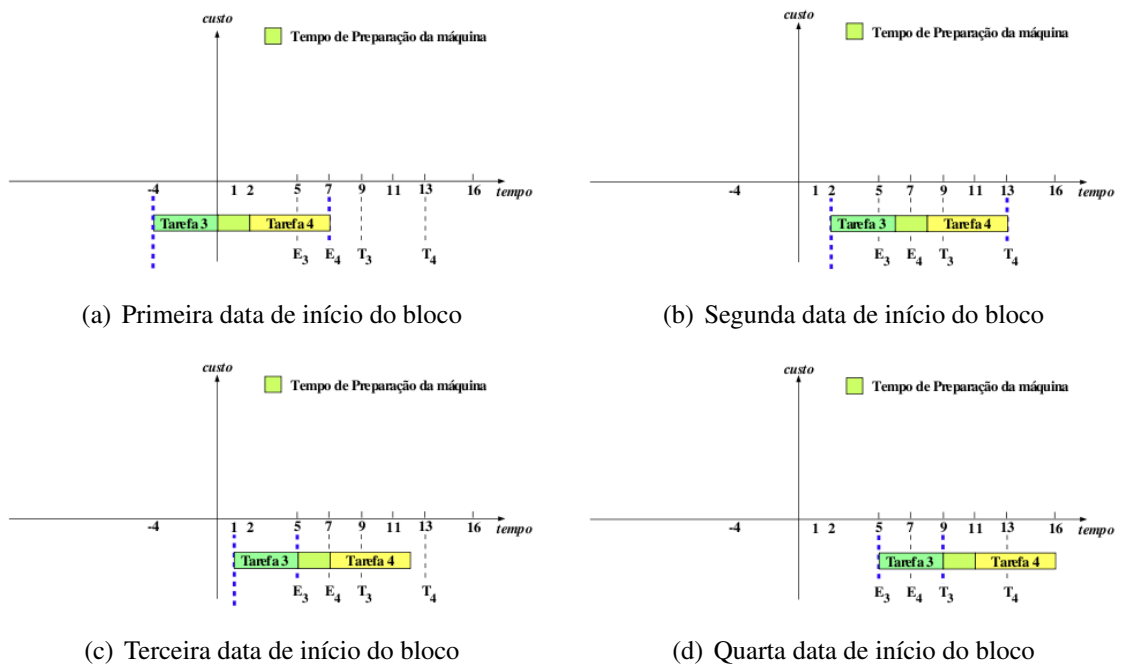 custo
Tempo de Preparação da máquina
-4 1 2 5 7 9 11 13 16 tempo
Tarefa 3 Tarefa 4
E3 E4 T3 T4
(a) Primeira data de início do bloco
custo
Tempo de Preparação da máquina
-4 1 2 5 7 9 11 13 16 tempo
Tarefa 3 Tarefa 4
E3 E4 T3 T4
(b) Segunda data de início do bloco
custo
Tempo de Preparação da máquina
-4 1 2 5 7 9 11 13 16 tempo
Tarefa 3 Tarefa 4
E3 E4 T3 T4
(c) Terceira data de início do bloco
custo
Tempo de Preparação da máquina
-4 1 2 5 7 9 11 13 16 tempo
Tarefa 3 Tarefa 4
E3 E4 T3 T4
(d) Quarta data de início do bloco